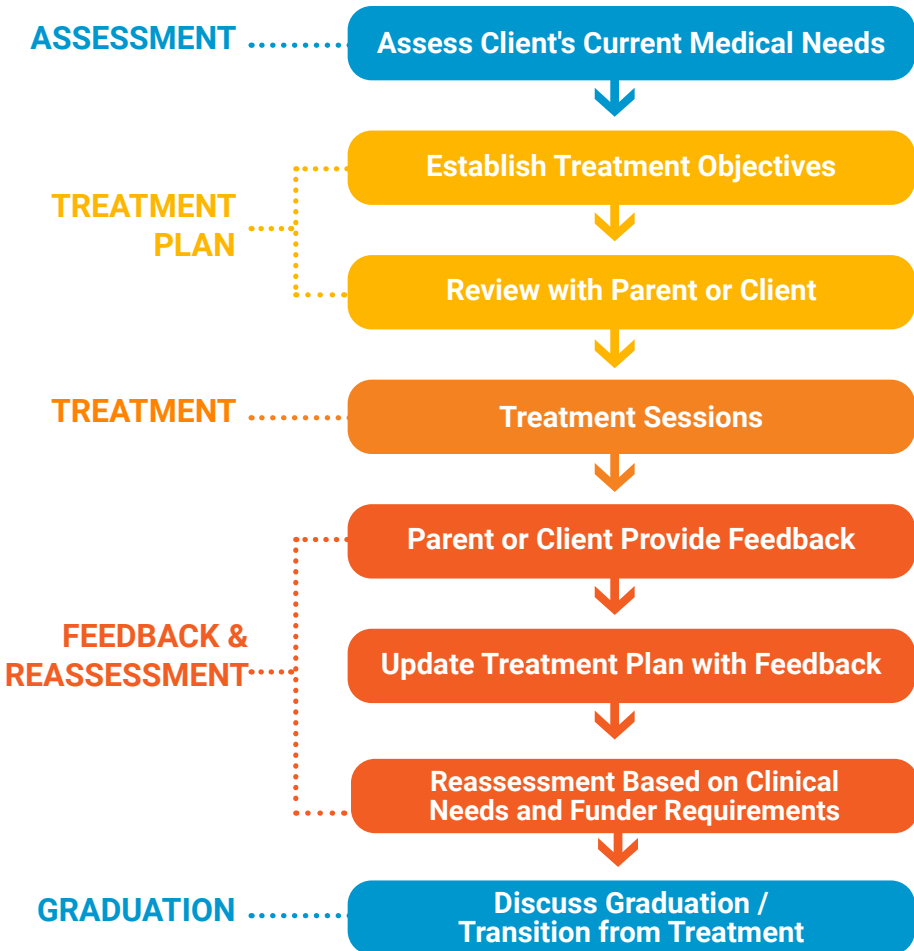 ASSESSMENT
Assess Client's Current Medical Needs
Establish Treatment Objectives
TREATMENT
PLAN
Review with Parent or Client
TREATMENT
Treatment Sessions
Parent or Client Provide Feedback
FEEDBACK &
REASSESSMENT
Update Treatment Plan with Feedback
Reassessment Based on Clinical
Needs and Funder Requirements
GRADUATION
Discuss Graduation /
Transition from Treatment